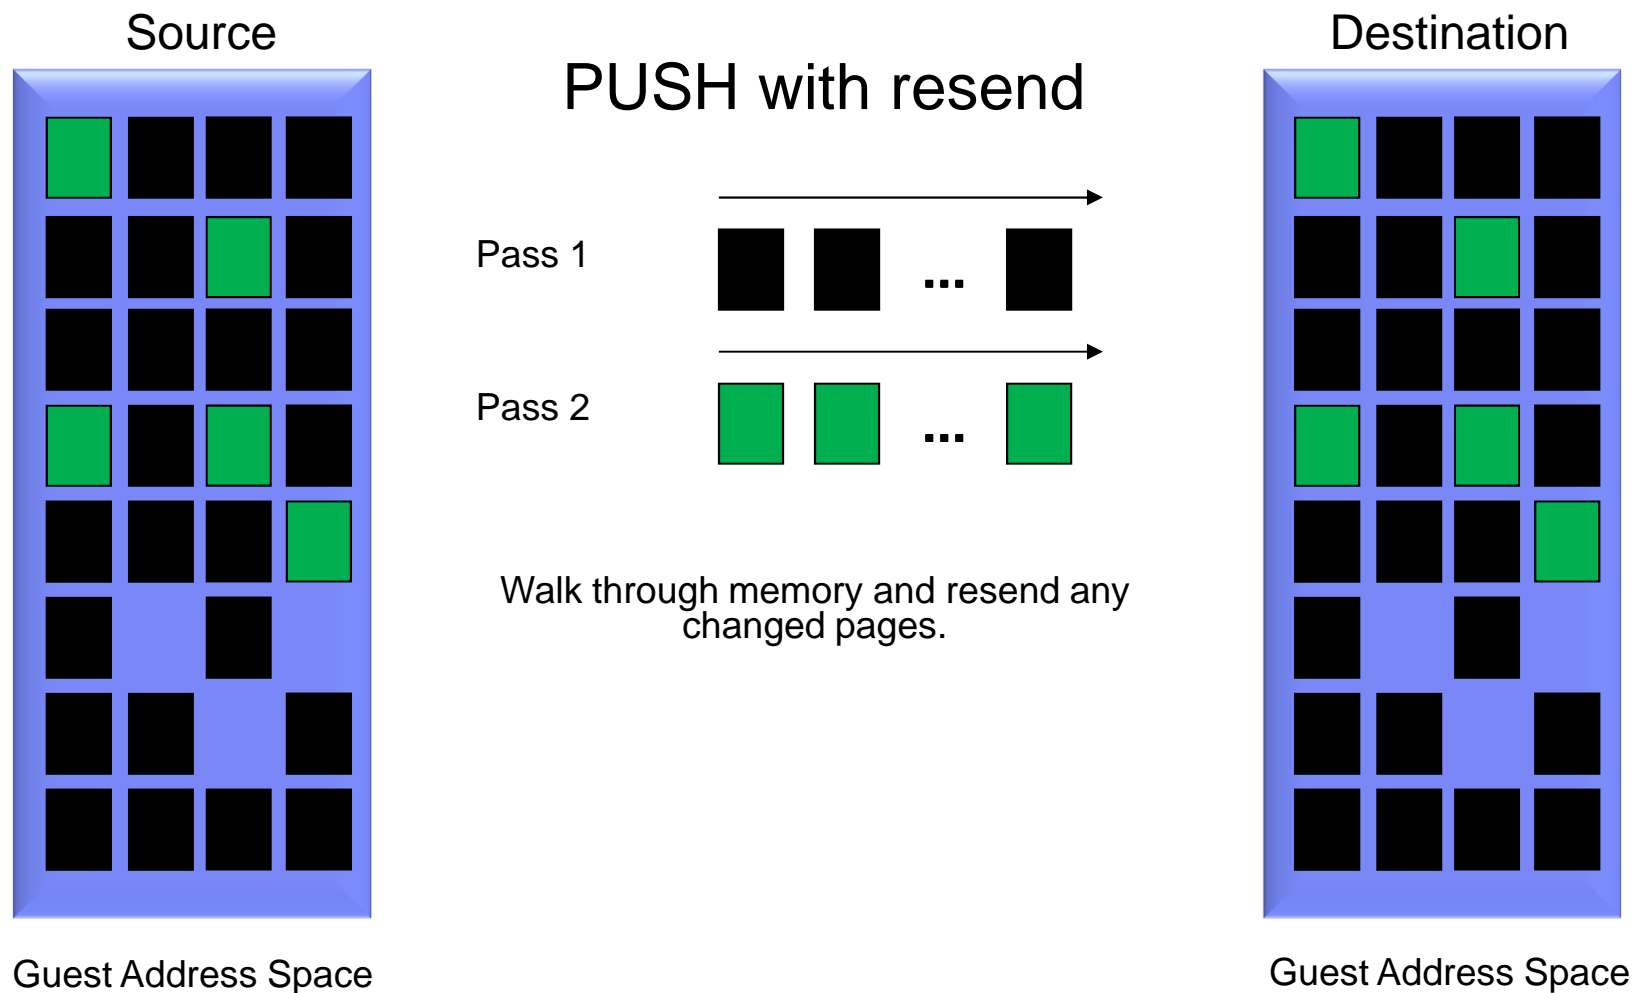 Source
Destination
PUSH with resend
Pass 1
...
Pass 2
...
Walk through memory and resend any
changed pages.
Guest Address Space
Guest Address Space